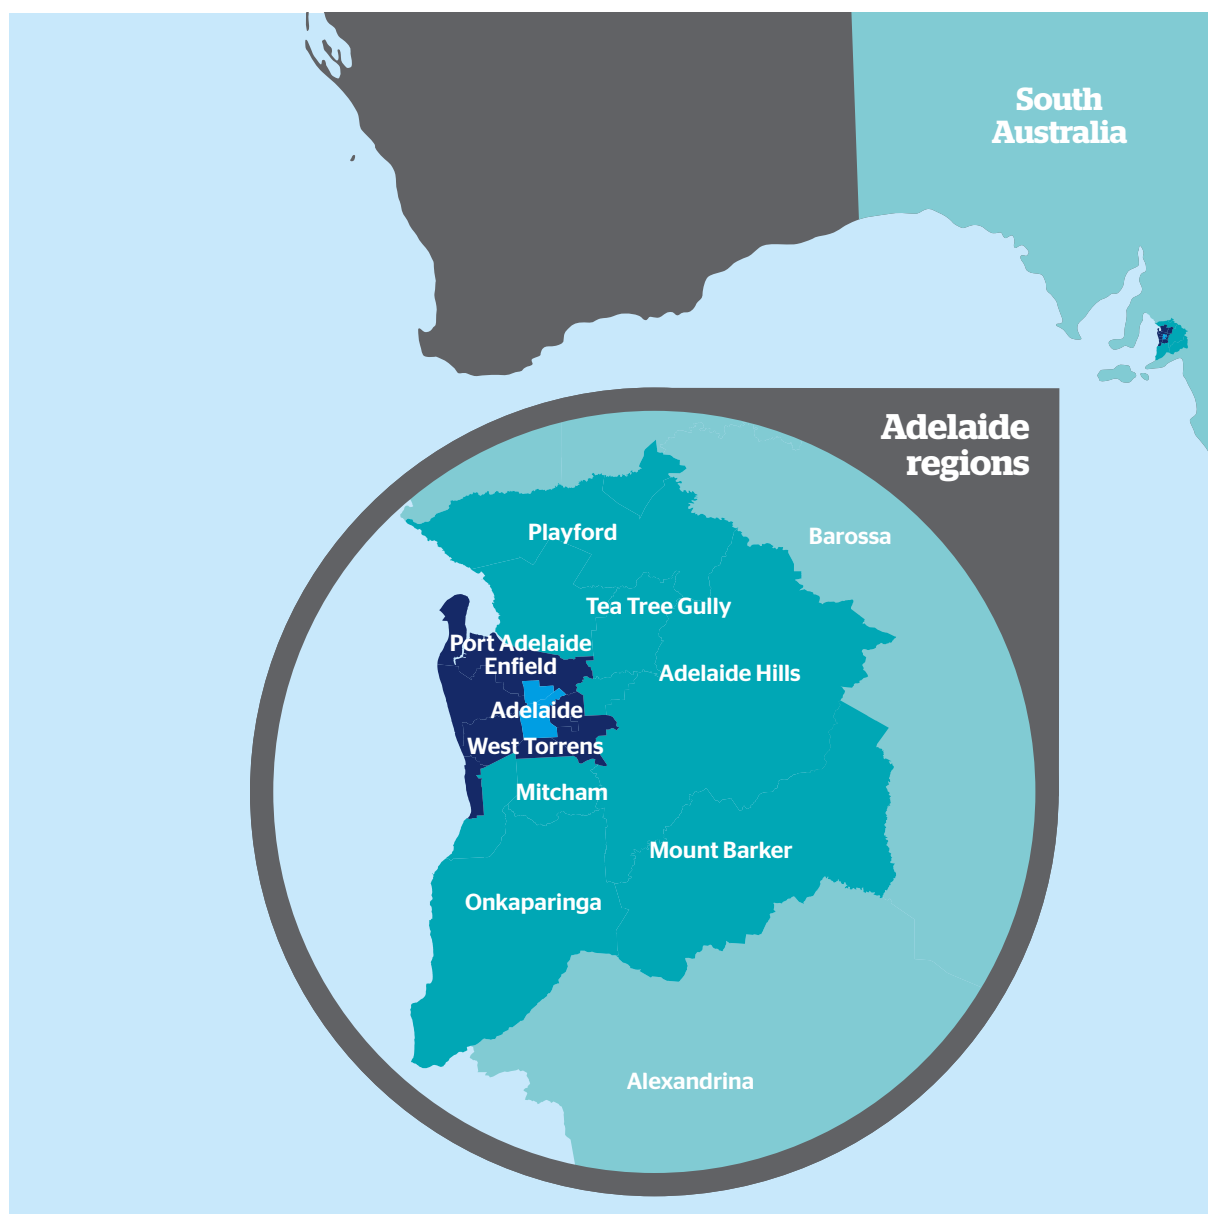 South
Australia
Adelaide
regions
Playford
Barossa
Tea Tree Gully
Port Adelaide
Enfield
Adelaide Hills
Adelaide
West Torrens
Mitcham
Mount Barker
Onkaparinga
Alexandrina